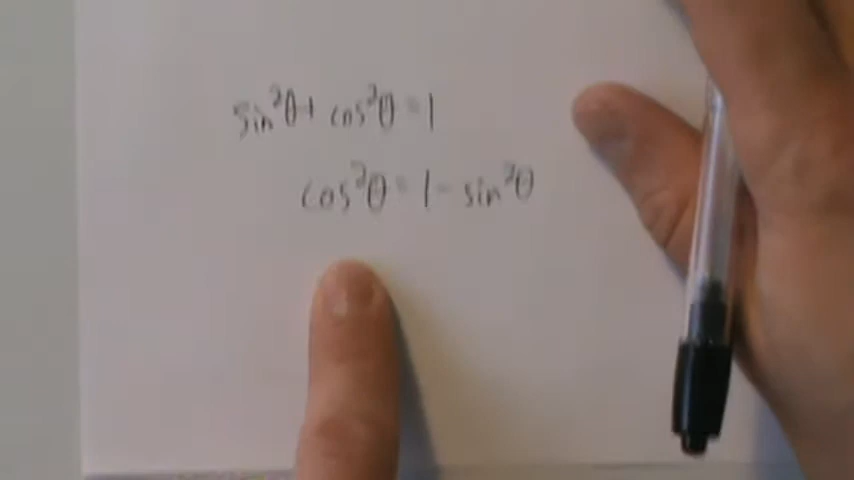 sin²θ + cos²θ = 1
cos²θ = 1 - sin²θ